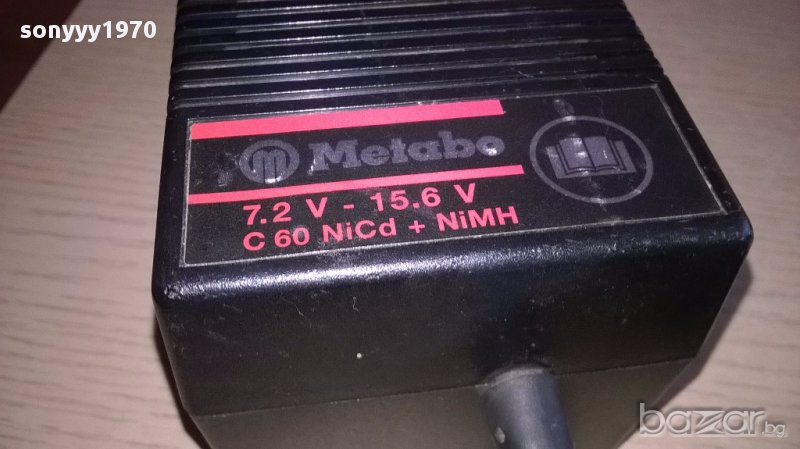 sonyyy1970
Metabo
7.2 V - 15.6 V
C 60 NiCd + NiMH
bazar.bg